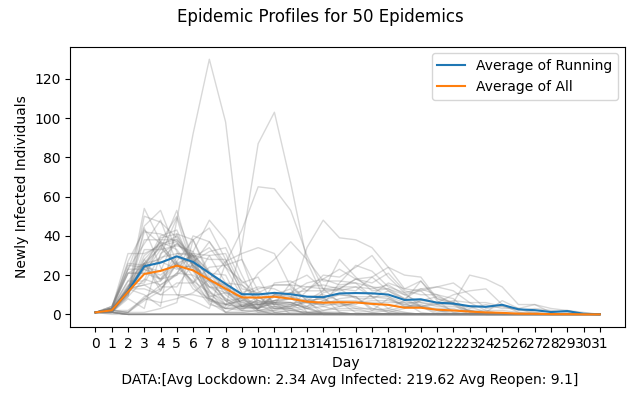 Epidemic Profiles for 50 Epidemics
Average of Running
Average of All
Newly Infected Individuals
120
100
80
60
40
20
0
0 1 2 3 4 5 6 7 8 9 10 11 12 13 14 15 16 17 18 19 20 21 22 23 24 25 26 27 28 29 30 31
Day
DATA:[Avg Lockdown: 2.34 Avg Infected: 219.62 Avg Reopen: 9.1]